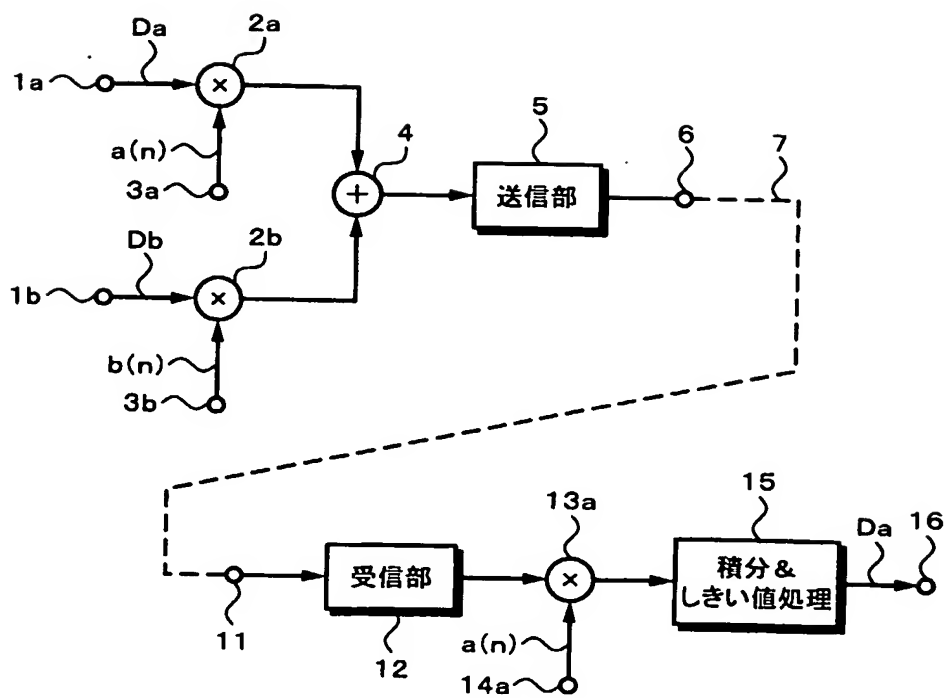 Da
2a
1a
×
a(n)
3a
4
+
5
送信部
6
7
Db
2b
1b
×
b(n)
3b
11
受信部
12
13a
×
a(n)
14a
15
積分&
しきい値処理
Da
16